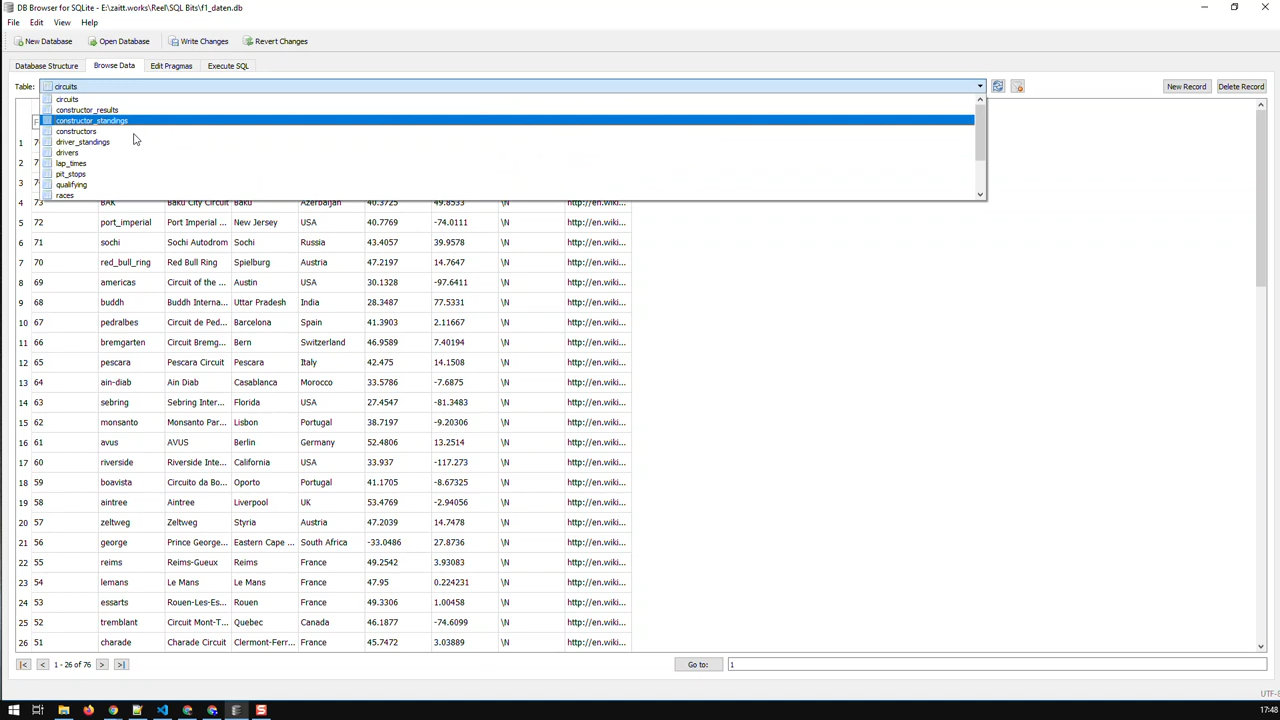 DB Browser for SQLite - E:\zaitt.works\Reel\SQL Bits\f1_daten.db
File Edit View Help
New Database Open Database Write Changes Revert Changes
Database Structure Browse Data Edit Pragmas Execute SQL
Table: circuits New Record Delete Record
circuits
constructor_results
constructor_standings
constructors
driver_standings
drivers
lap_times
pit_stops
qualifying
races
1
2
3
4 73 BAK Baku City Circuit Baku Azerbaijan 40.3725 49.8533 \N http://en.wiki...
5 72 port_imperial Port Imperial ... New Jersey USA 40.7769 -74.0111 \N http://en.wiki...
6 71 sochi Sochi Autodrom Sochi Russia 43.4057 39.9578 \N http://en.wiki...
7 70 red_bull_ring Red Bull Ring Spielburg Austria 47.2197 14.7647 \N http://en.wiki...
8 69 americas Circuit of the ... Austin USA 30.1328 -97.6411 \N http://en.wiki...
9 68 buddh Buddh Interna... Uttar Pradesh India 28.3487 77.5331 \N http://en.wiki...
10 67 pedralbes Circuit de Ped... Barcelona Spain 41.3903 2.11667 \N http://en.wiki...
11 66 bremgarten Circuit Bremg... Bern Switzerland 46.9589 7.40194 \N http://en.wiki...
12 65 pescara Pescara Circuit Pescara Italy 42.475 14.1508 \N http://en.wiki...
13 64 ain-diab Ain Diab Casablanca Morocco 33.5786 -7.6875 \N http://en.wiki...
14 63 sebring Sebring Inter... Florida USA 27.4547 -81.3483 \N http://en.wiki...
15 62 monsanto Monsanto Par... Lisbon Portugal 38.7197 -9.20306 \N http://en.wiki...
16 61 avus AVUS Berlin Germany 52.4806 13.2514 \N http://en.wiki...
17 60 riverside Riverside Inte... California USA 33.937 -117.273 \N http://en.wiki...
18 59 boavista Circuito da Bo... Oporto Portugal 41.1705 -8.67325 \N http://en.wiki...
19 58 aintree Aintree Liverpool UK 53.4769 -2.94056 \N http://en.wiki...
20 57 zeltweg Zeltweg Styria Austria 47.2039 14.7478 \N http://en.wiki...
21 56 george Prince George... Eastern Cape ... South Africa -33.0486 27.8736 \N http://en.wiki...
22 55 reims Reims-Gueux Reims France 49.2542 3.93083 \N http://en.wiki...
23 54 lemans Le Mans Le Mans France 47.95 0.224231 \N http://en.wiki...
24 53 essarts Rouen-Les-Es... Rouen France 49.3306 1.00458 \N http://en.wiki...
25 52 tremblant Circuit Mont-T... Quebec Canada 46.1877 -74.6099 \N http://en.wiki...
26 51 charade Charade Circuit Clermont-Ferr... France 45.7472 3.03889 \N http://en.wiki...
1 - 26 of 76 Go to: 1
17:48